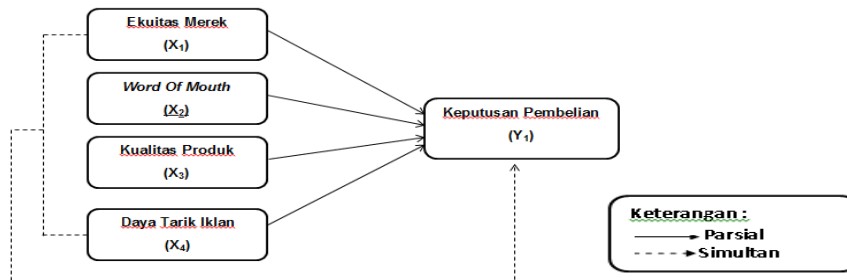 Ekuitas Merek
(X₁)
Word Of Mouth
(X₂)
Kualitas Produk
(X₃)
Daya Tarik Iklan
(X₄)
Keputusan Pembelian
(Y₁)
Keterangan :
Parsial
Simultan